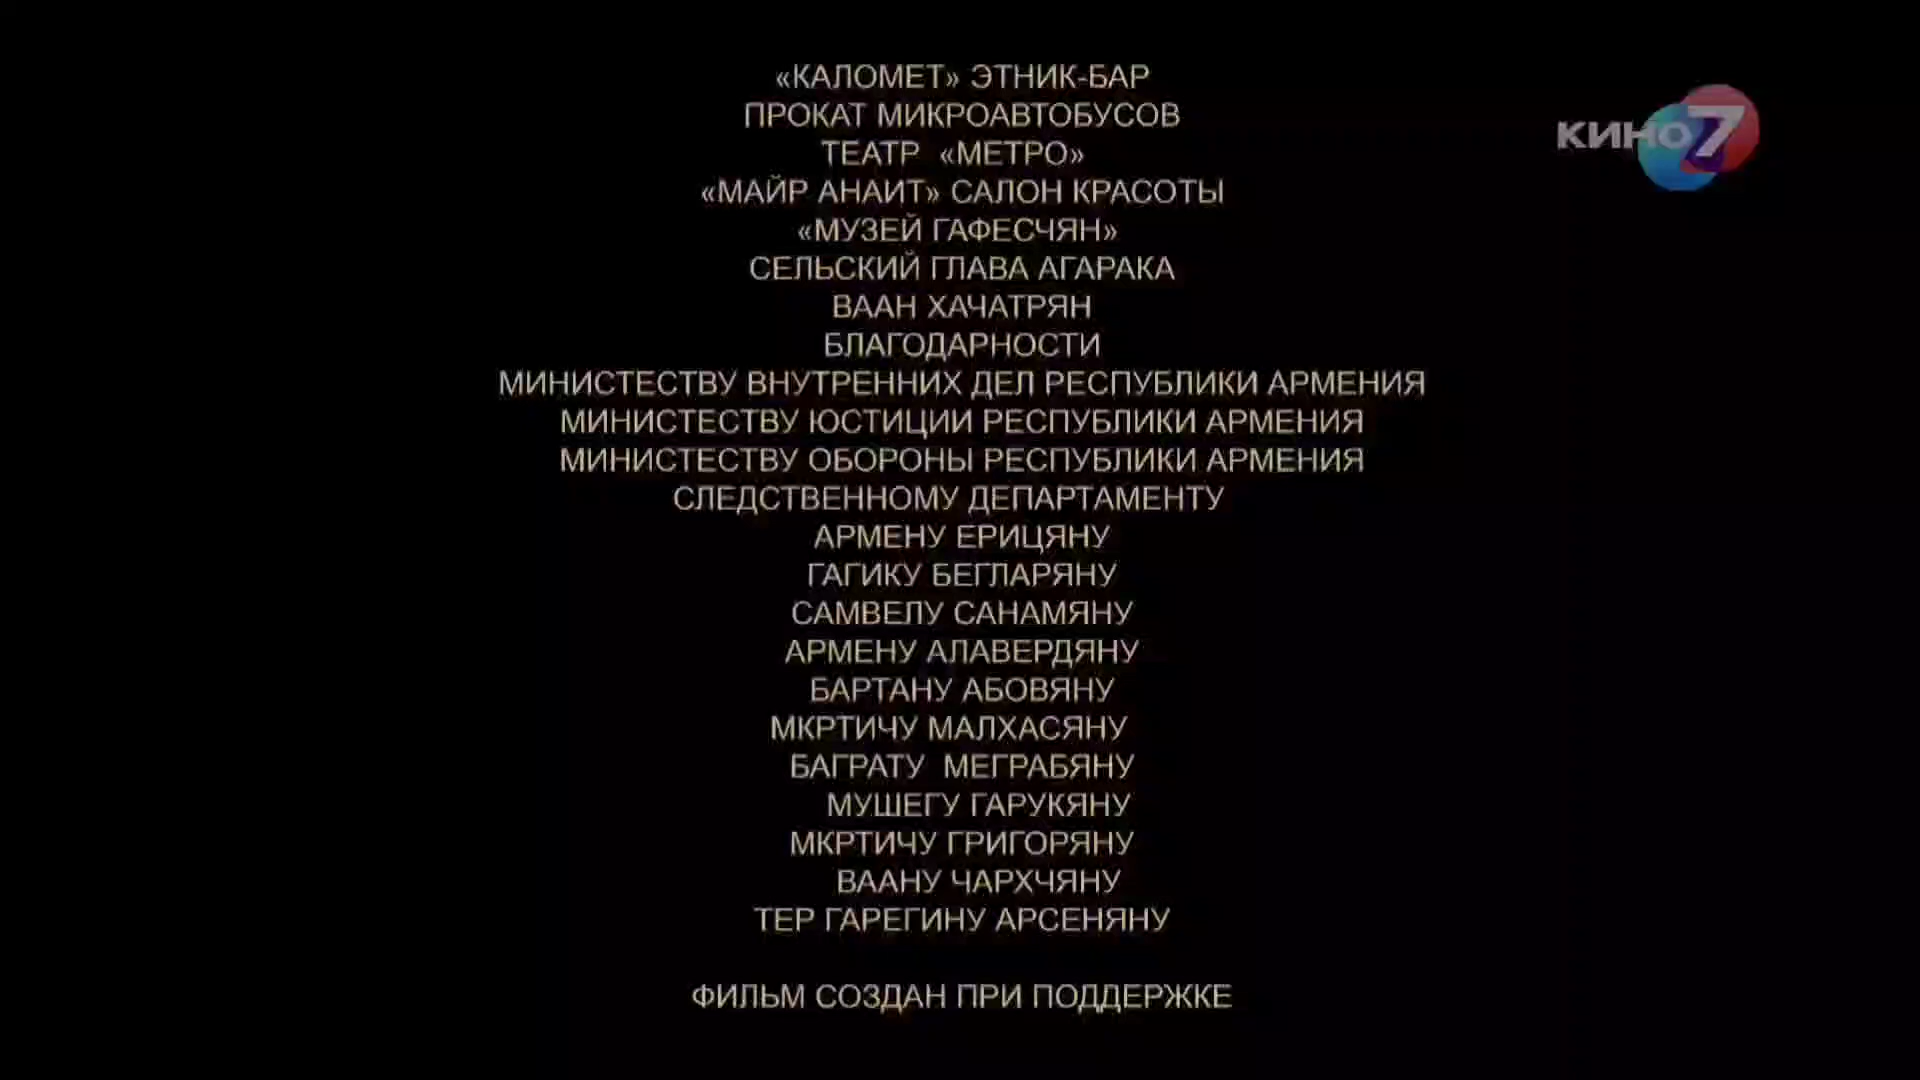 «КАЛОМЕТ» ЭТНИК-БАР
ПРОКАТ МИКРОАВТОБУСОВ
ТЕАТР «МЕТРО»
«МАЙР АНАИТ» САЛОН КРАСОТЫ
«МУЗЕЙ ГАФЕСЧЯН»
СЕЛЬСКИЙ ГЛАВА АГАРАКА
ВААН ХАЧАТРЯН
БЛАГОДАРНОСТИ
МИНИСТЕСТВУ ВНУТРЕННИХ ДЕЛ РЕСПУБЛИКИ АРМЕНИЯ
МИНИСТЕСТВУ ЮСТИЦИИ РЕСПУБЛИКИ АРМЕНИЯ
МИНИСТЕСТВУ ОБОРОНЫ РЕСПУБЛИКИ АРМЕНИЯ
СЛЕДСТВЕННОМУ ДЕПАРТАМЕНТУ
АРМЕНУ ЕРИЦЯНУ
ГАГИКУ БЕГЛАРЯНУ
САМВЕЛУ САНАМЯНУ
АРМЕНУ АЛАВЕРДЯНУ
БАРТАНУ АБОВЯНУ
МКРТИЧУ МАЛХАСЯНУ
БАГРАТУ МЕГРАБЯНУ
МУШЕГУ ГАРУКЯНУ
МКРТИЧУ ГРИГОРЯНУ
ВААНУ ЧАРХЧЯНУ
ТЕР ГАРЕГИНУ АРСЕНЯНУ
ФИЛЬМ СОЗДАН ПРИ ПОДДЕРЖКЕ
КИНО 7